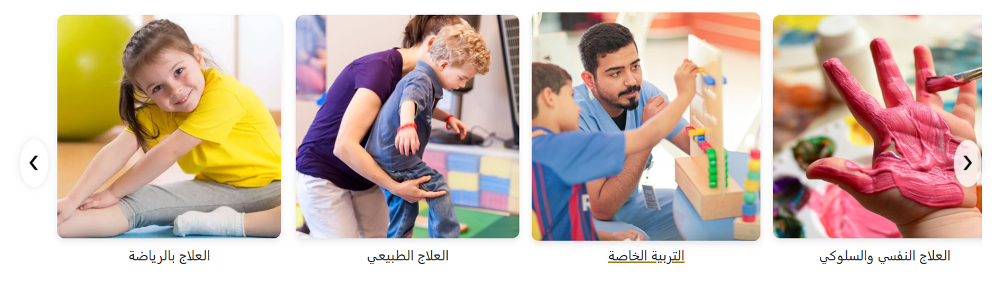 العلاج النفسي والسلوكي
التربية الخاصة
العلاج الطبيعي
العلاج بالرياضة